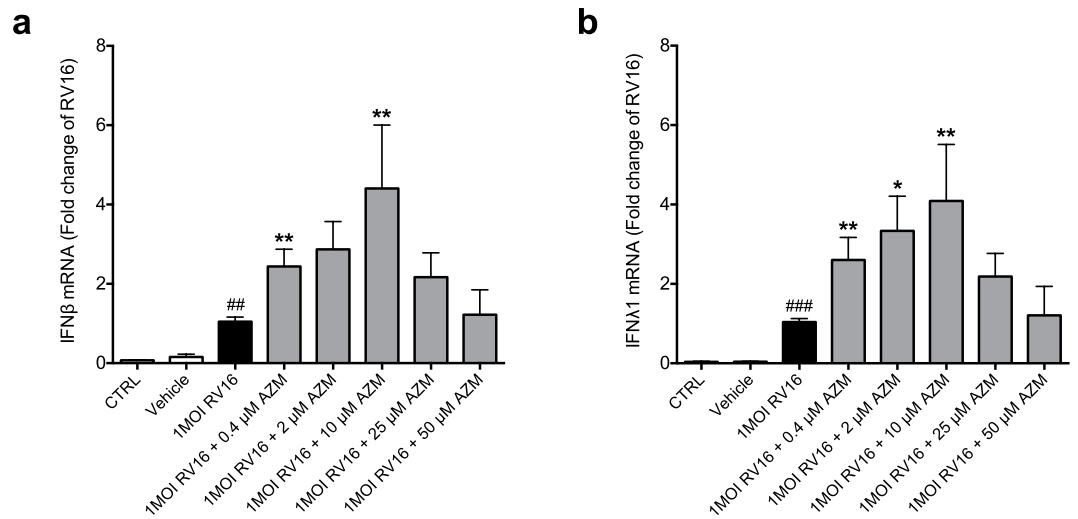 a
IFNβ mRNA (Fold change of RV16)
8
6
4
2
0
##
**
**
CTRL
Vehicle
1MOI RV16
1MOI RV16 + 0.4 µM AZM
1MOI RV16 + 2 µM AZM
1MOI RV16 + 10 µM AZM
1MOI RV16 + 25 µM AZM
1MOI RV16 + 50 µM AZM
b
IFNλ1 mRNA (Fold change of RV16)
8
6
4
2
0
###
**
*
**
CTRL
Vehicle
1MOI RV16
1MOI RV16 + 0.4 µM AZM
1MOI RV16 + 2 µM AZM
1MOI RV16 + 10 µM AZM
1MOI RV16 + 25 µM AZM
1MOI RV16 + 50 µM AZM